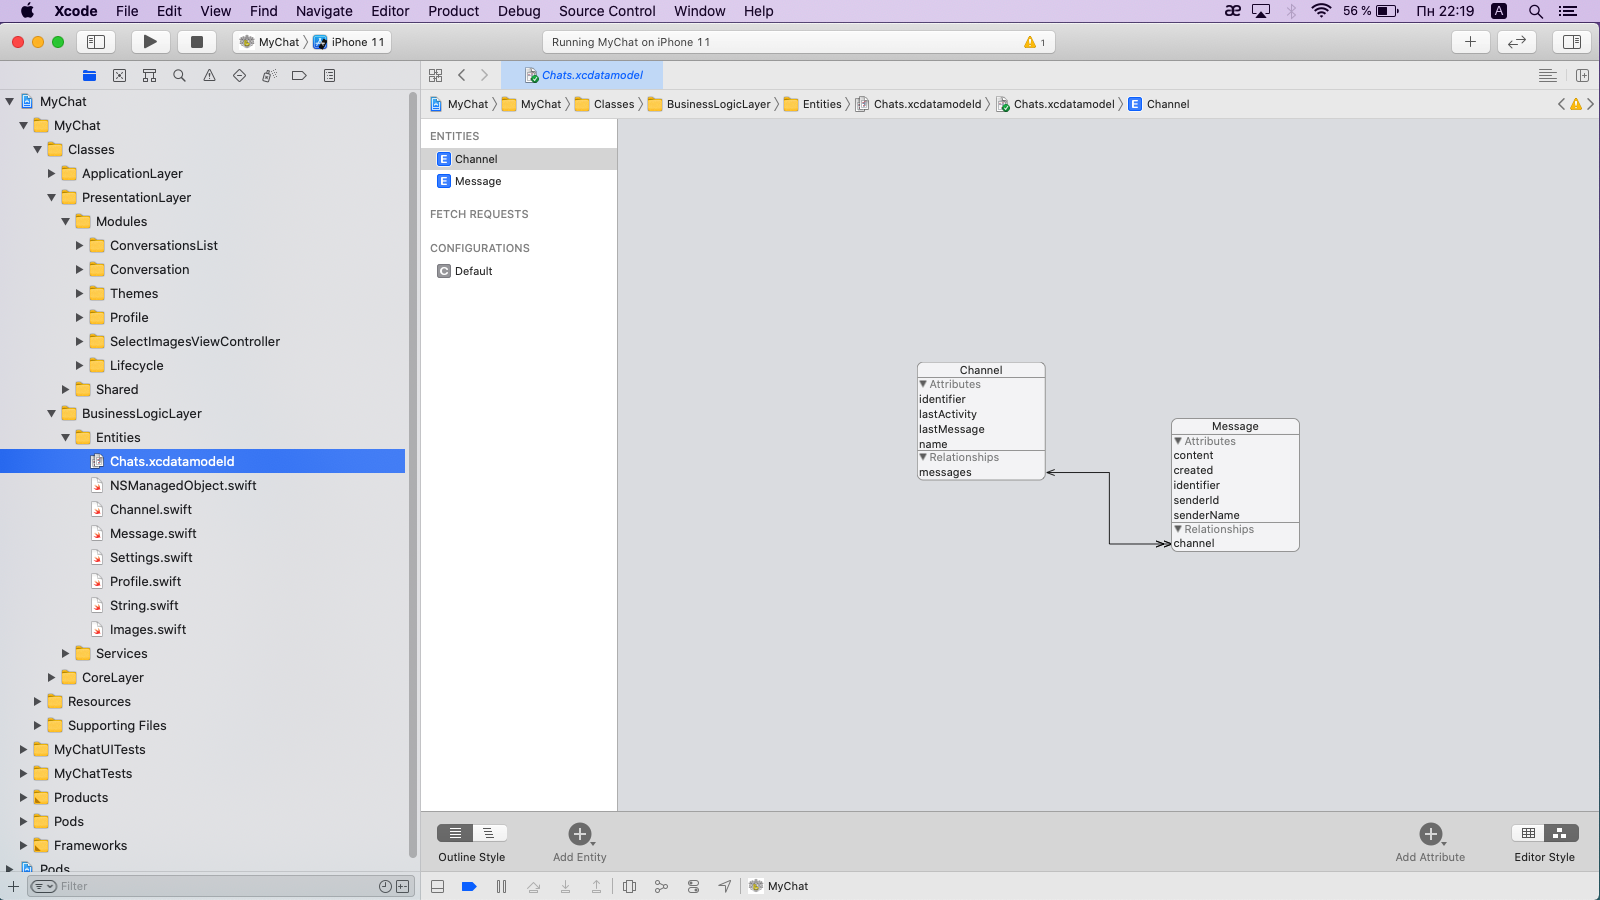 Xcode File Edit View Find Navigate Editor Product Debug Source Control Window Help æ 56 % Пн 22:19 A
MyChat iPhone 11
Running MyChat on iPhone 11
1
Chats.xcdatamodel
MyChat MyChat Classes BusinessLogicLayer Entities Chats.xcdatamodeld Chats.xcdatamodel E Channel
MyChat
MyChat
Classes
ApplicationLayer
PresentationLayer
Modules
ConversationsList
Conversation
Themes
Profile
SelectImagesViewController
Lifecycle
Shared
BusinessLogicLayer
Entities
Chats.xcdatamodeld
NSManagedObject.swift
Channel.swift
Message.swift
Settings.swift
Profile.swift
String.swift
Images.swift
Services
CoreLayer
Resources
Supporting Files
MyChatUITests
MyChatTests
Products
Pods
Frameworks
Pods
Filter
ENTITIES
E Channel
E Message
FETCH REQUESTS
CONFIGURATIONS
C Default
Channel
Attributes
identifier
lastActivity
lastMessage
name
Relationships
messages
Message
Attributes
content
created
identifier
senderId
senderName
Relationships
channel
Outline Style
Add Entity
Add Attribute
Editor Style
MyChat